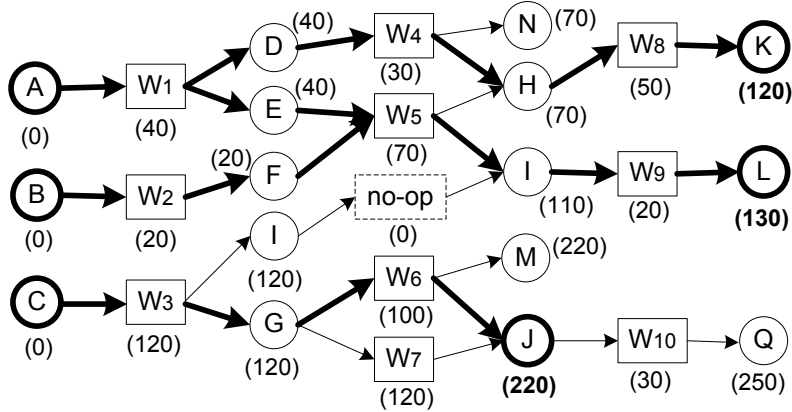 A
(0)
W1
(40)
D
(40)
E
(40)
W4
(30)
N
(70)
H
(70)
W8
(50)
K
(120)
B
(0)
W2
(20)
F
(20)
W5
(70)
I
(110)
W9
(20)
L
(130)
C
(0)
W3
(120)
I
(120)
no-op
(0)
G
(120)
W6
(100)
M
(220)
W7
(120)
J
(220)
W10
(30)
Q
(250)